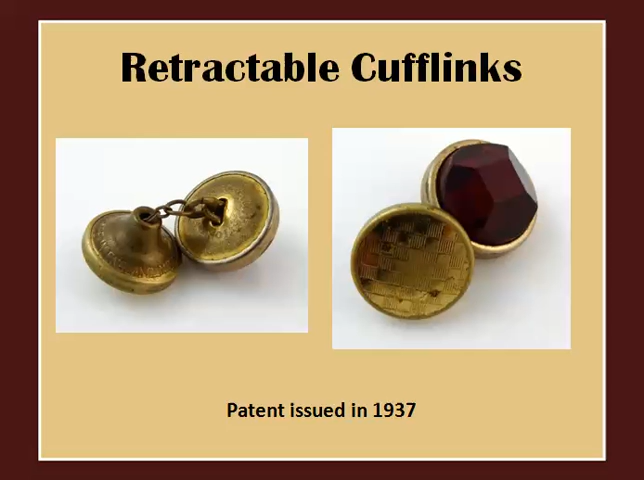 Retractable Cufflinks
Patent issued in 1937